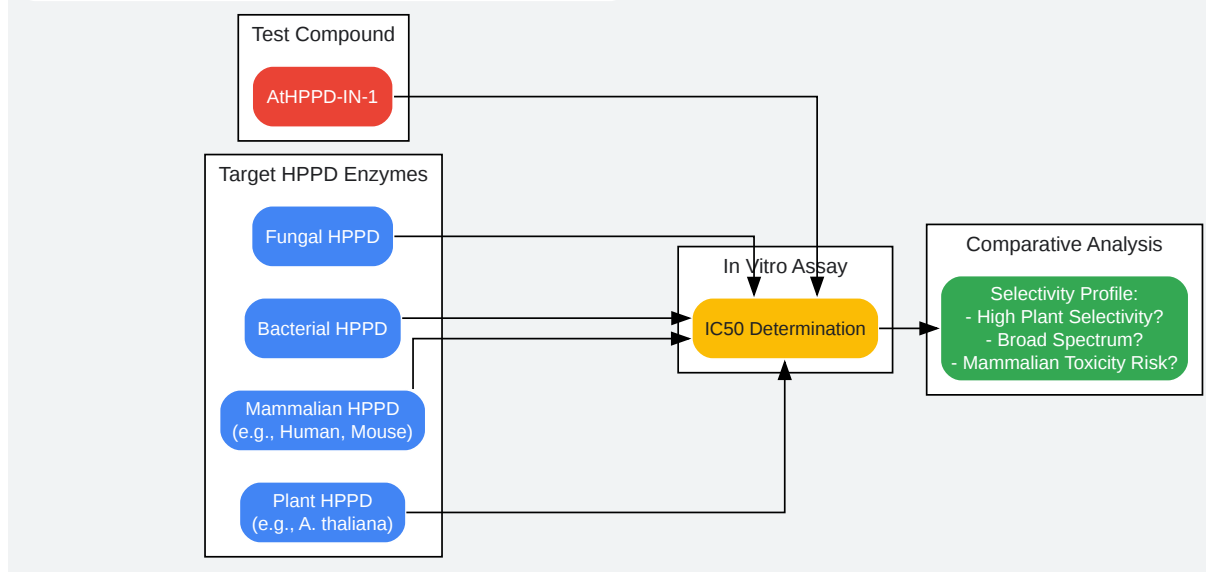 Test Compound
AtHPPD-IN-1
Target HPPD Enzymes
Fungal HPPD
Bacterial HPPD
Mammalian HPPD
(e.g., Human, Mouse)
Plant HPPD
(e.g., A. thaliana)
In Vitro Assay
IC50 Determination
Comparative Analysis
Selectivity Profile:
- High Plant Selectivity?
- Broad Spectrum?
- Mammalian Toxicity Risk?